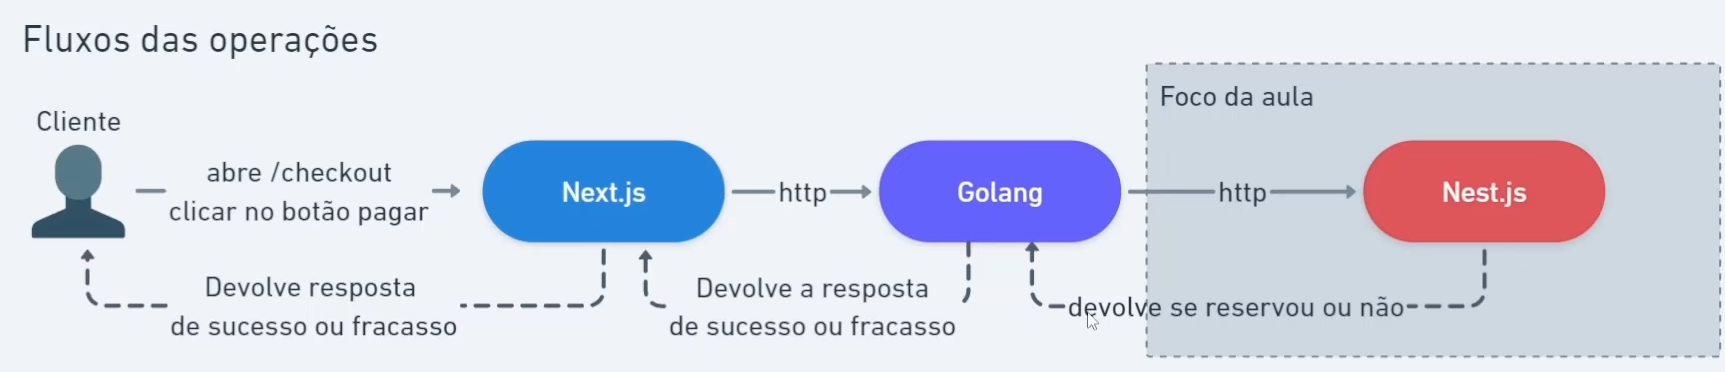 Fluxos das operações
Foco da aula
Cliente
abre /checkout
clicar no botão pagar
Next.js
http
Golang
http
Nest.js
Devolve resposta
de sucesso ou fracasso
Devolve a resposta
de sucesso ou fracasso
devolve se reservou ou não